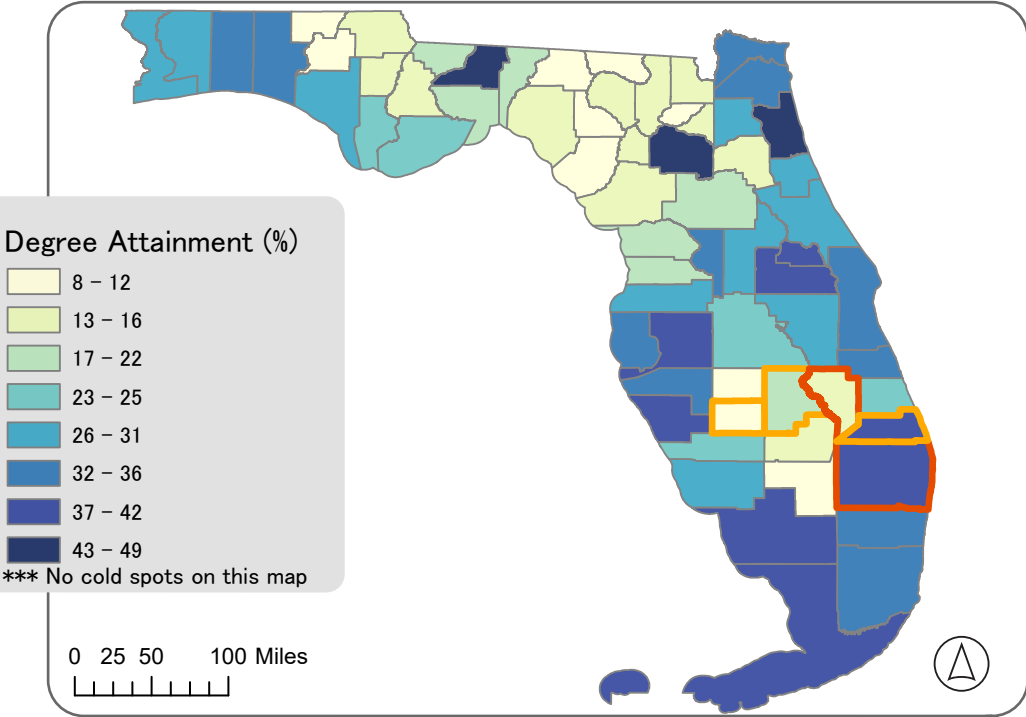 Degree Attainment (%)
8 – 12
13 – 16
17 – 22
23 – 25
26 – 31
32 – 36
37 – 42
43 – 49
*** No cold spots on this map
0 25 50 100 Miles